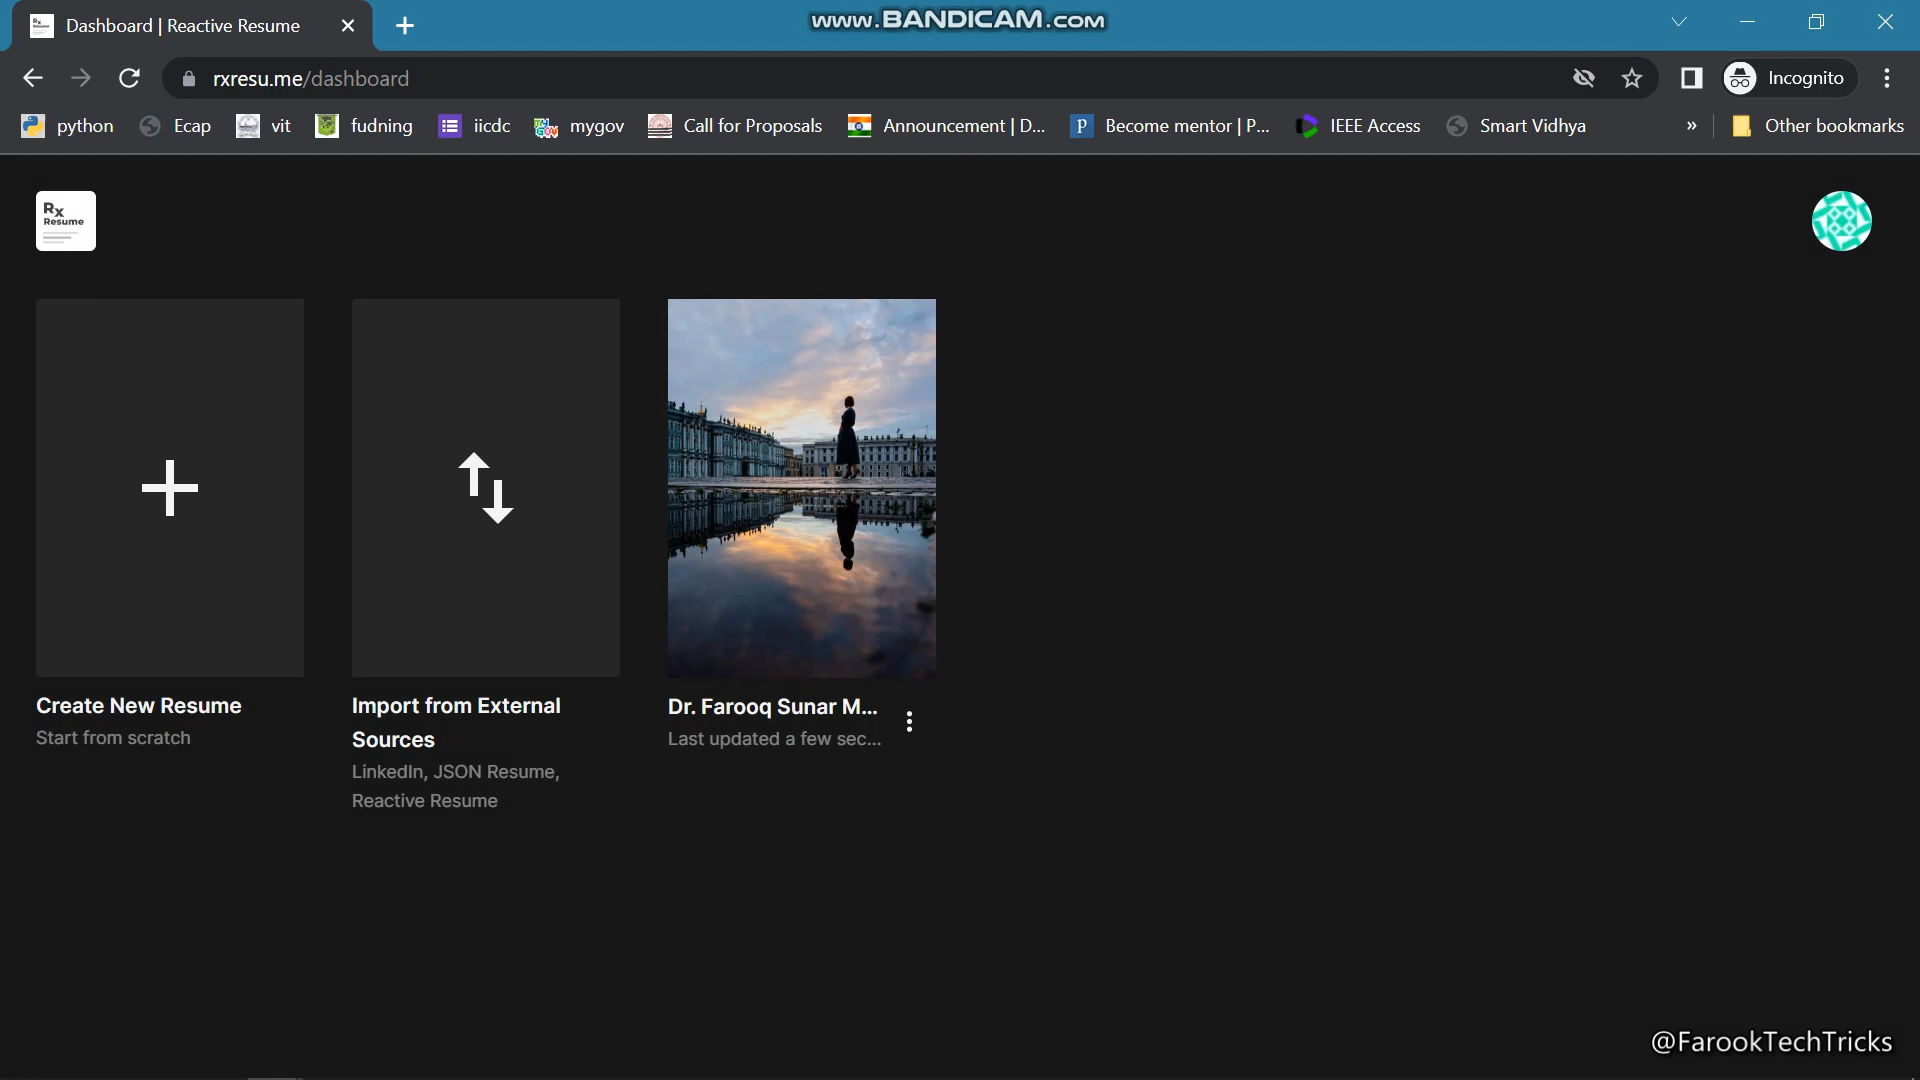 Dashboard | Reactive Resume
www.BANDICAM.com
rxresu.me/dashboard
Incognito
python
Ecap
vit
fudning
iicdc
mygov
Call for Proposals
Announcement | D...
Become mentor | P...
IEEE Access
Smart Vidhya
»
Other bookmarks
Rx
Resume
Create New Resume
Start from scratch
Import from External
Sources
LinkedIn, JSON Resume,
Reactive Resume
Dr. Farooq Sunar M...
Last updated a few sec...
@FarookTechTricks